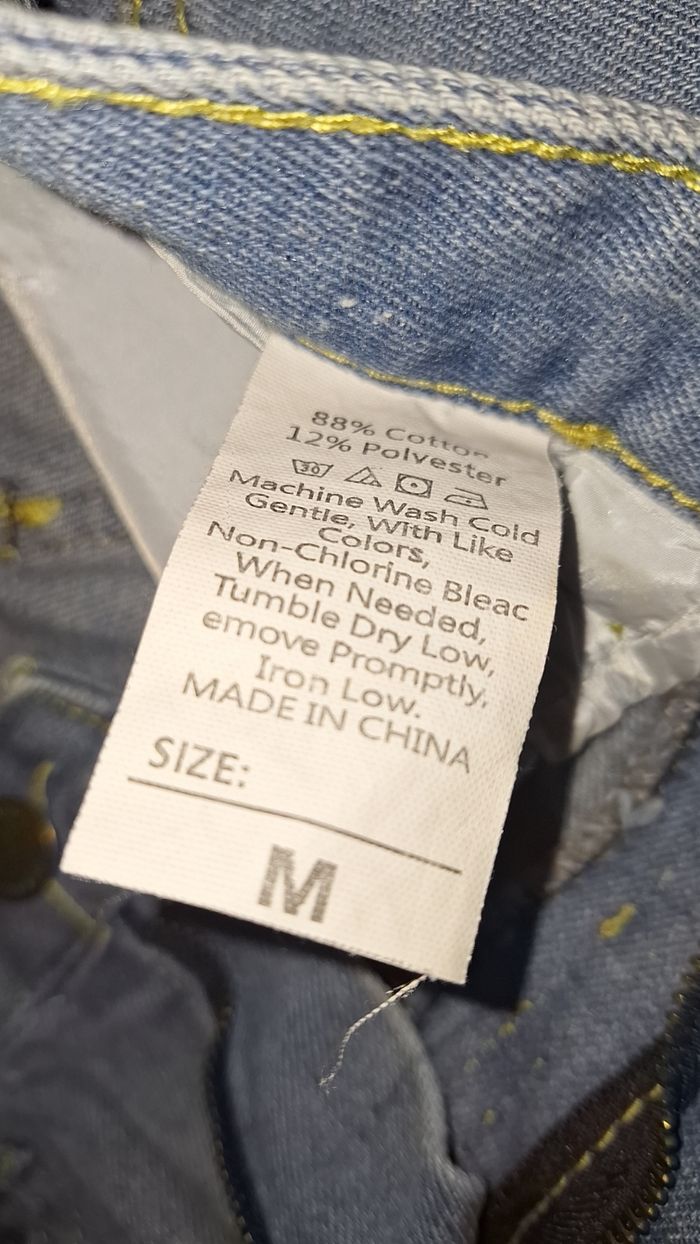 88% Cotton
12% Polyester
30
Machine Wash Cold
Gentle, With Like
Colors,
Non-Chlorine Bleac
When Needed,
Tumble Dry Low,
emove Promptly,
Iron Low.
MADE IN CHINA
SIZE:
M